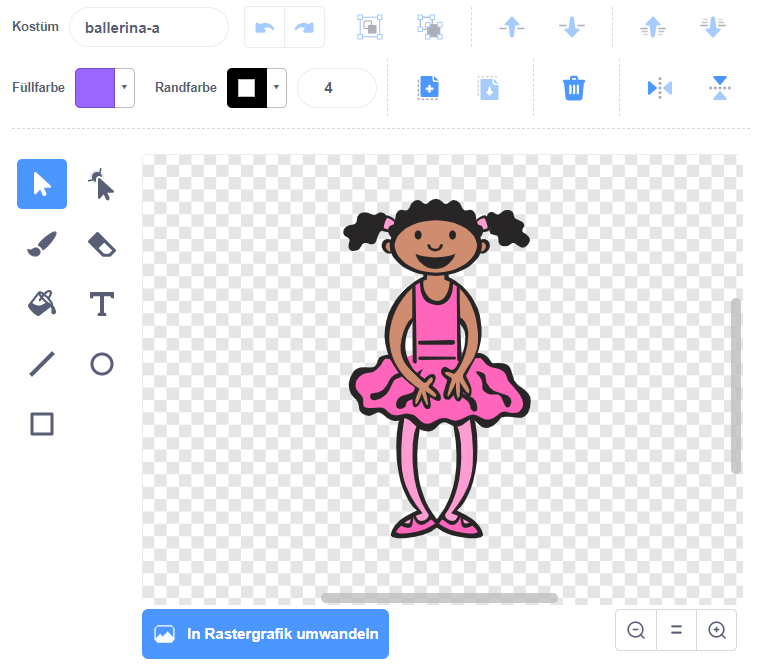 Kostüm ballerina-a
Füllfarbe Randfarbe 4
T
In Rastergrafik umwandeln